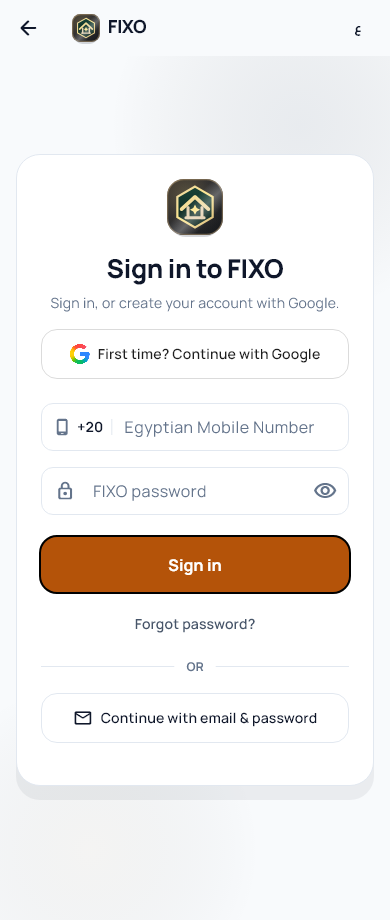 FIXO
ع
Sign in to FIXO
Sign in, or create your account with Google.
First time? Continue with Google
+20 Egyptian Mobile Number
FIXO password
Sign in
Forgot password?
OR
Continue with email & password